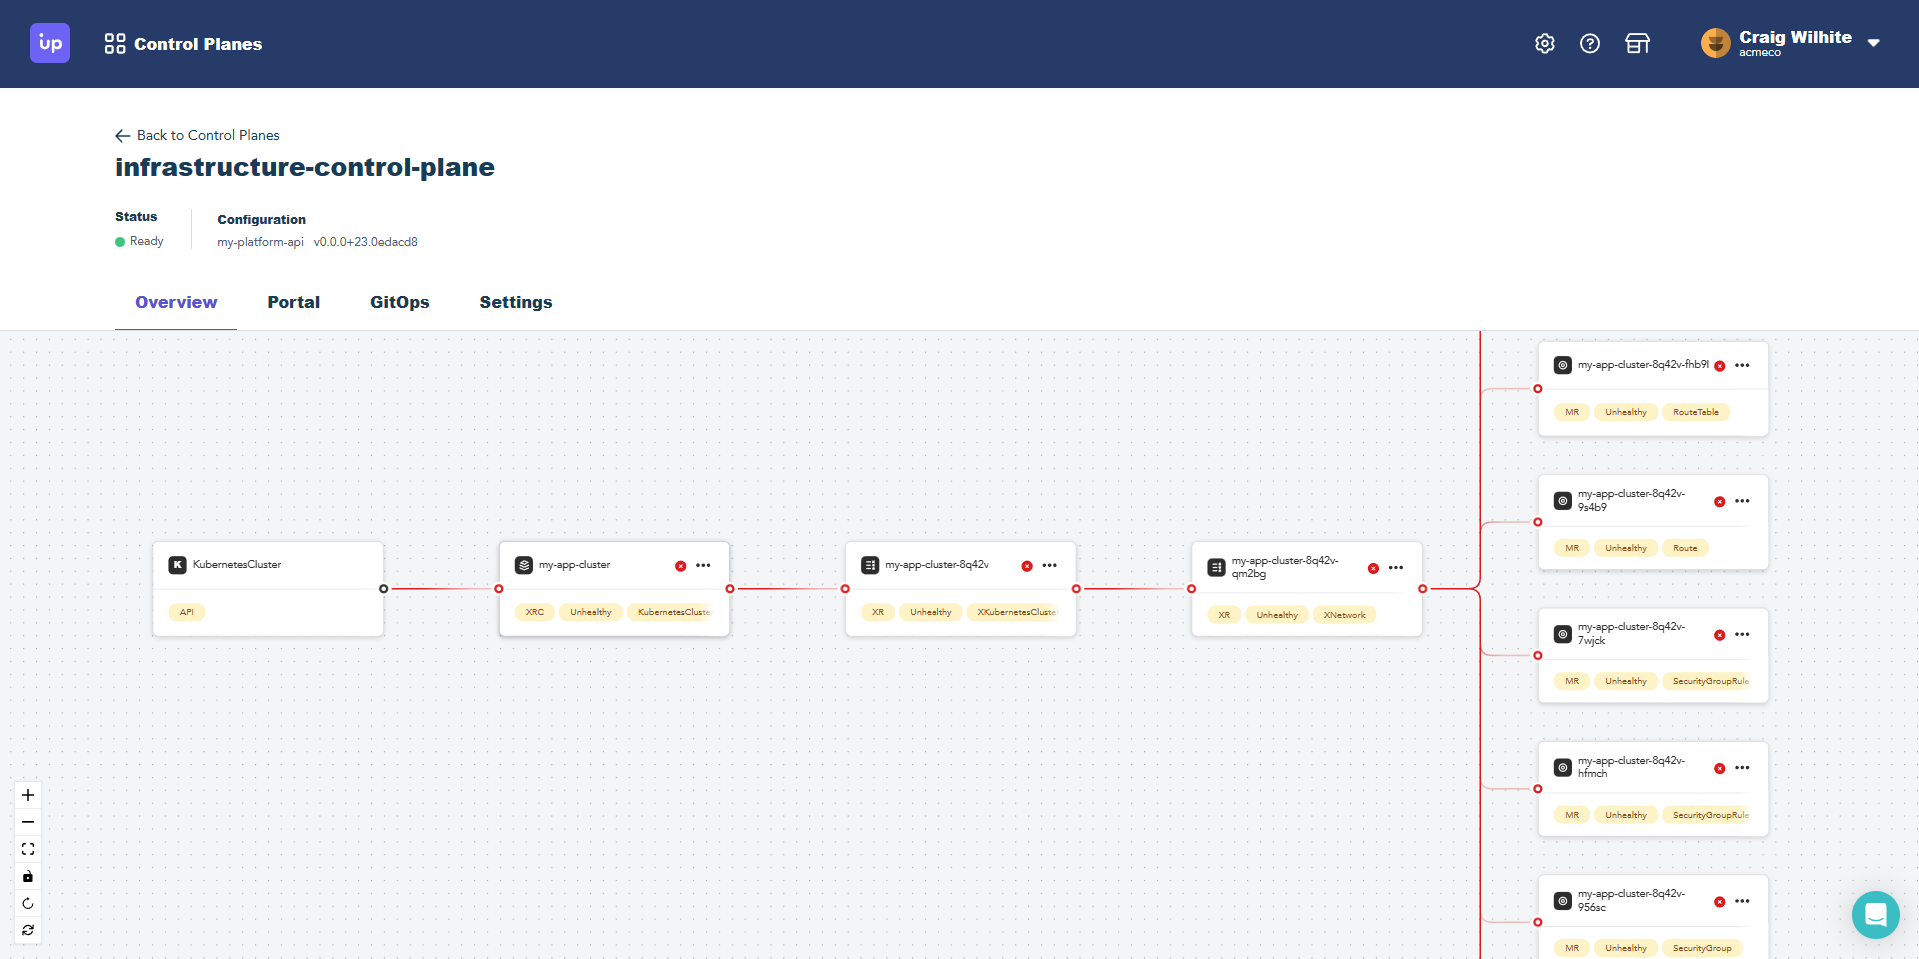 up
Control Planes
Craig Wilhite
acmeco
Back to Control Planes
infrastructure-control-plane
Status
Ready
Configuration
my-platform-api v0.0.0+23.0edacd8
Overview
Portal
GitOps
Settings
K
KubernetesCluster
API
my-app-cluster
XRC
Unhealthy
KubernetesCluste
my-app-cluster-8q42v
XR
Unhealthy
XKubernetesCluster
my-app-cluster-8q42v-
qm2bg
XR
Unhealthy
XNetwork
my-app-cluster-8q42v-fhb9l
MR
Unhealthy
RouteTable
my-app-cluster-8q42v-
9s4b9
MR
Unhealthy
Route
my-app-cluster-8q42v-
7wjck
MR
Unhealthy
SecurityGroupRule
my-app-cluster-8q42v-
hfmch
MR
Unhealthy
SecurityGroupRule
my-app-cluster-8q42v-
956sc
MR
Unhealthy
SecurityGroup